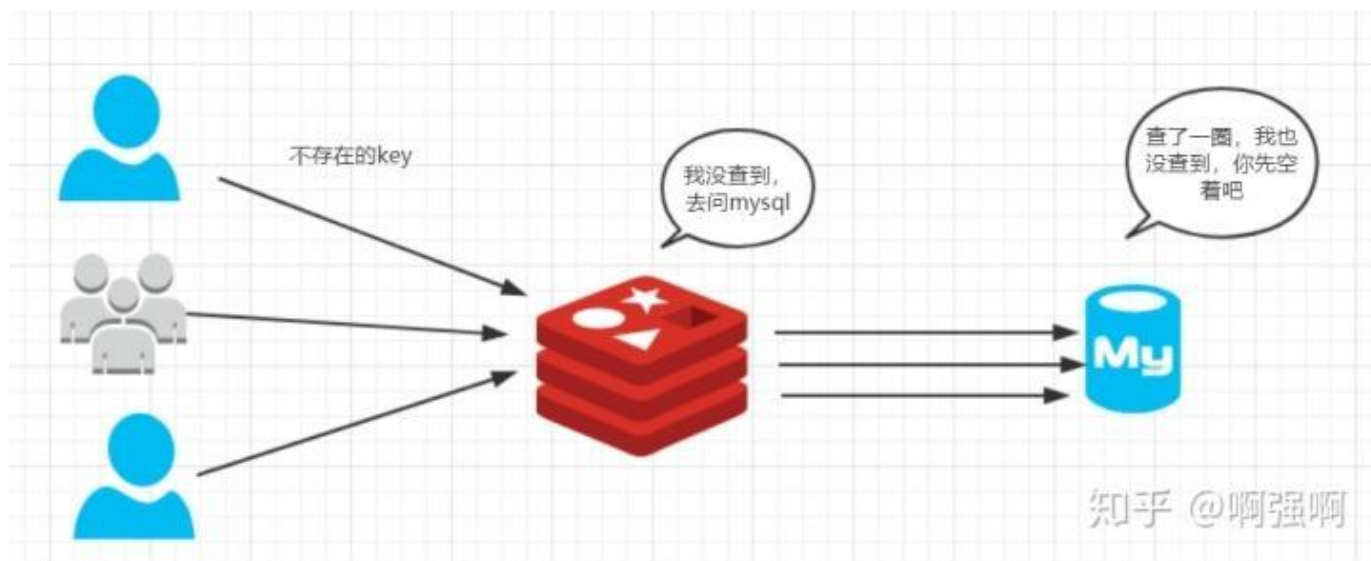 不存在的key
我没查到,
去问mysql
查了一圈，我也
没查到，你先空
着吧
My
知乎 @啊强啊